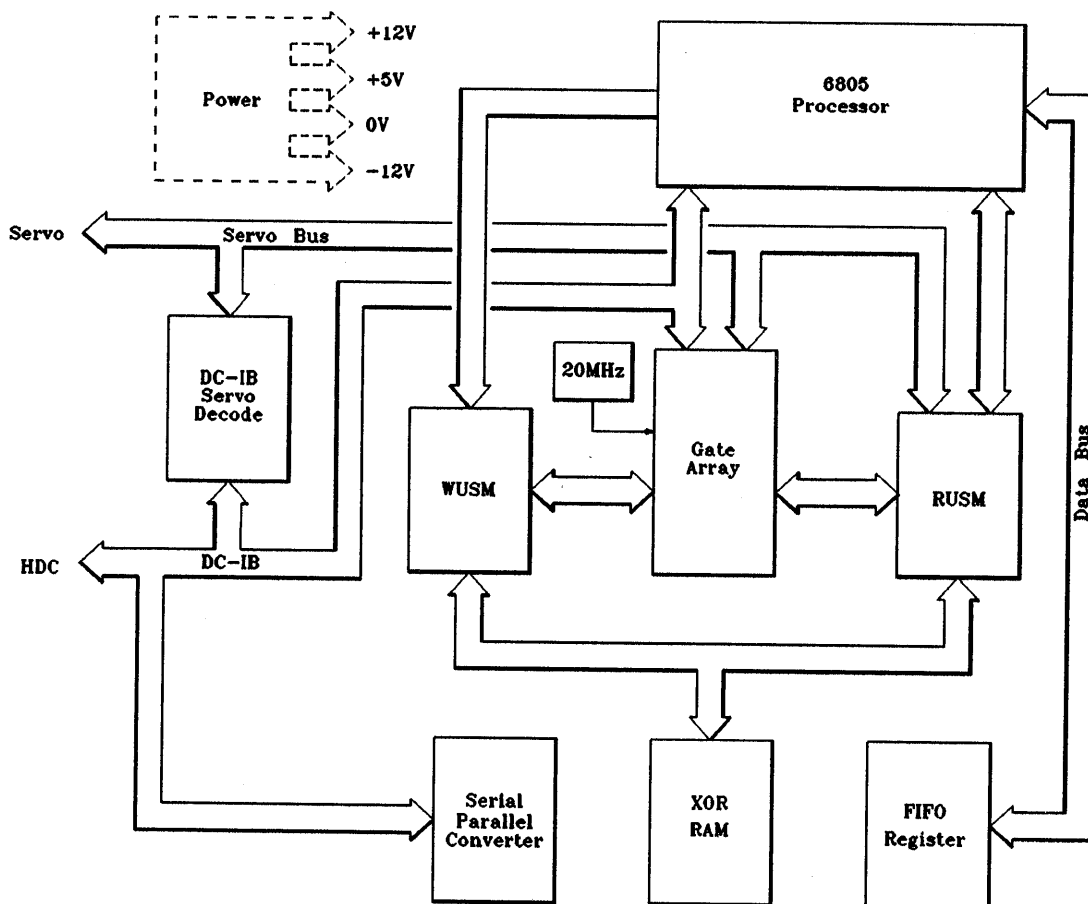 +12V
+5V
Power
0V
-12V
6805
Processor
Servo
Servo Bus
DC-IB
Servo
Decode
20MHz
Gate
Array
WUSM
RUSM
Data Bus
HDC
DC-IB
Serial
Parallel
Converter
XOR
RAM
FIFO
Register